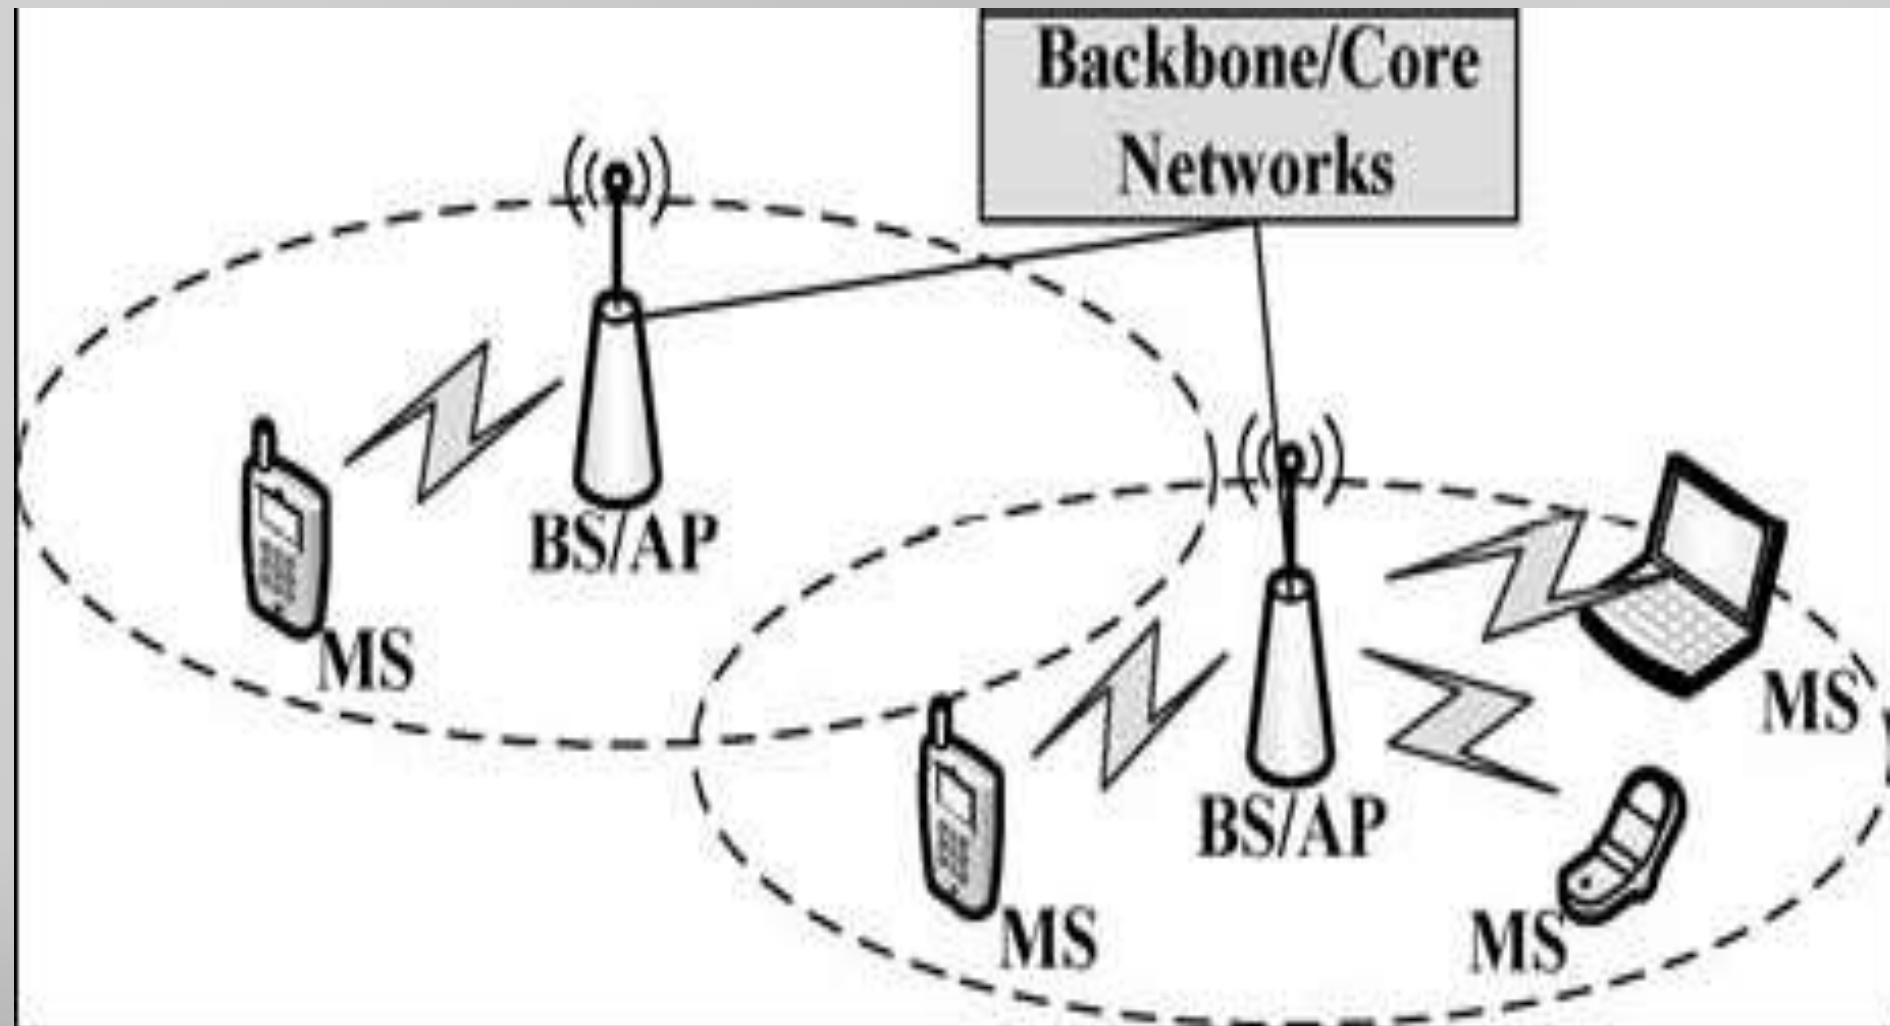 Backbone/Core
Networks
BS/AP
MS
MS
BS/AP
MS
MS